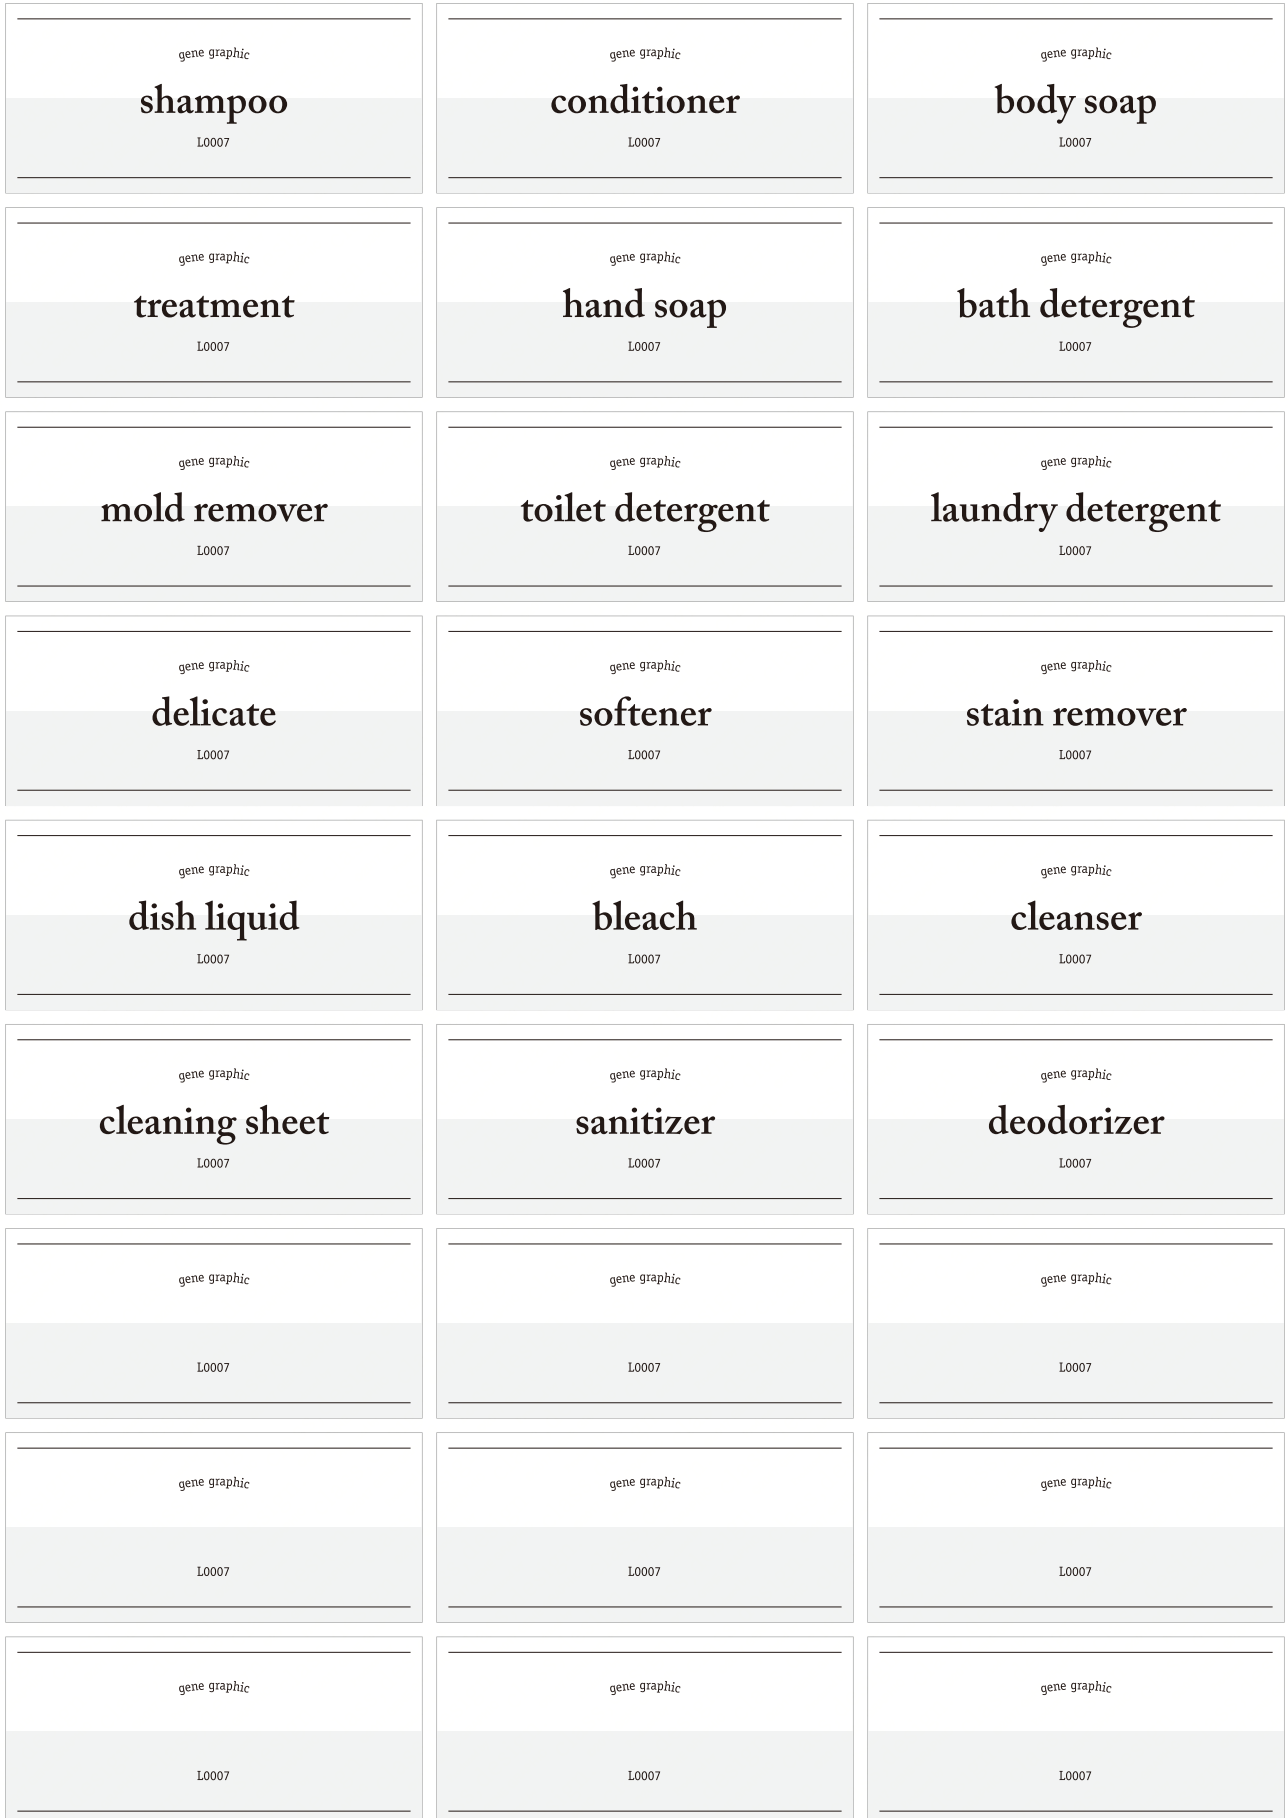 gene graphic
shampoo
L0007
gene graphic
conditioner
L0007
gene graphic
body soap
L0007
gene graphic
treatment
L0007
gene graphic
hand soap
L0007
gene graphic
bath detergent
L0007
gene graphic
mold remover
L0007
gene graphic
toilet detergent
L0007
gene graphic
laundry detergent
L0007
gene graphic
delicate
L0007
gene graphic
softener
L0007
gene graphic
stain remover
L0007
gene graphic
dish liquid
L0007
gene graphic
bleach
L0007
gene graphic
cleanser
L0007
gene graphic
cleaning sheet
L0007
gene graphic
sanitizer
L0007
gene graphic
deodorizer
L0007
gene graphic
L0007
gene graphic
L0007
gene graphic
L0007
gene graphic
L0007
gene graphic
L0007
gene graphic
L0007
gene graphic
L0007
gene graphic
L0007
gene graphic
L0007